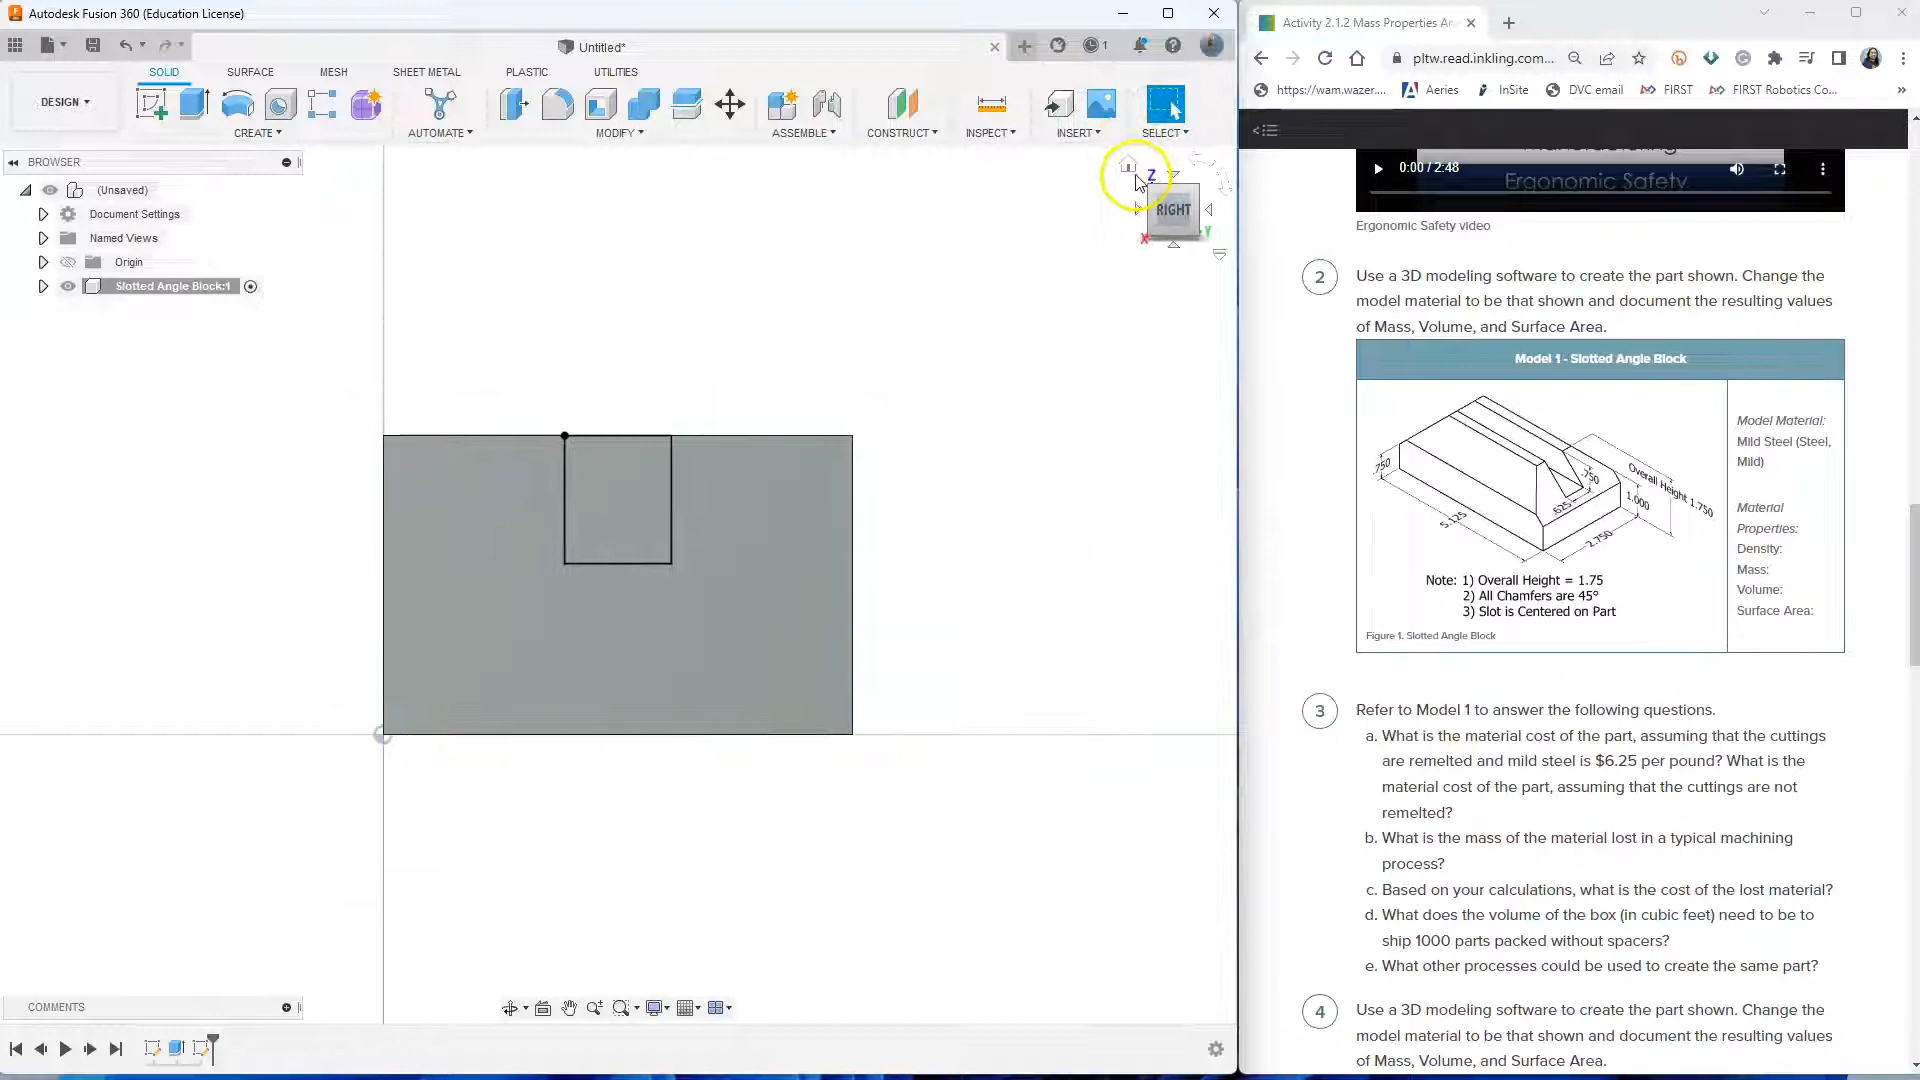 Autodesk Fusion 360 (Education License)
Untitled*
1
DESIGN
SOLID
SURFACE
MESH
SHEET METAL
PLASTIC
UTILITIES
CREATE
AUTOMATE
MODIFY
ASSEMBLE
CONSTRUCT
INSPECT
INSERT
SELECT
BROWSER
(Unsaved)
Document Settings
Named Views
Origin
Slotted Angle Block:1
Z
RIGHT
X
Y
COMMENTS
Activity 2.1.2 Mass Properties An
pltw.read.inkling.com...
https://wam.wazer....
Aeries
InSite
DVC email
FIRST
FIRST Robotics Co...
»
0:00 / 2:48
Ergonomic Safety
Ergonomic Safety video
2
Use a 3D modeling software to create the part shown. Change the
model material to be that shown and document the resulting values
of Mass, Volume, and Surface Area.
Model 1 - Slotted Angle Block
.750
5.125
.750
.625
Overall Height 1.750
1.000
2.750
Note: 1) Overall Height = 1.75
2) All Chamfers are 45°
3) Slot is Centered on Part
Figure 1. Slotted Angle Block
Model Material:
Mild Steel (Steel,
Mild)
Material
Properties:
Density:
Mass:
Volume:
Surface Area:
3
Refer to Model 1 to answer the following questions.
a. What is the material cost of the part, assuming that the cuttings
are remelted and mild steel is $6.25 per pound? What is the
material cost of the part, assuming that the cuttings are not
remelted?
b. What is the mass of the material lost in a typical machining
process?
c. Based on your calculations, what is the cost of the lost material?
d. What does the volume of the box (in cubic feet) need to be to
ship 1000 parts packed without spacers?
e. What other processes could be used to create the same part?
4
Use a 3D modeling software to create the part shown. Change the
model material to be that shown and document the resulting values
of Mass, Volume, and Surface Area.